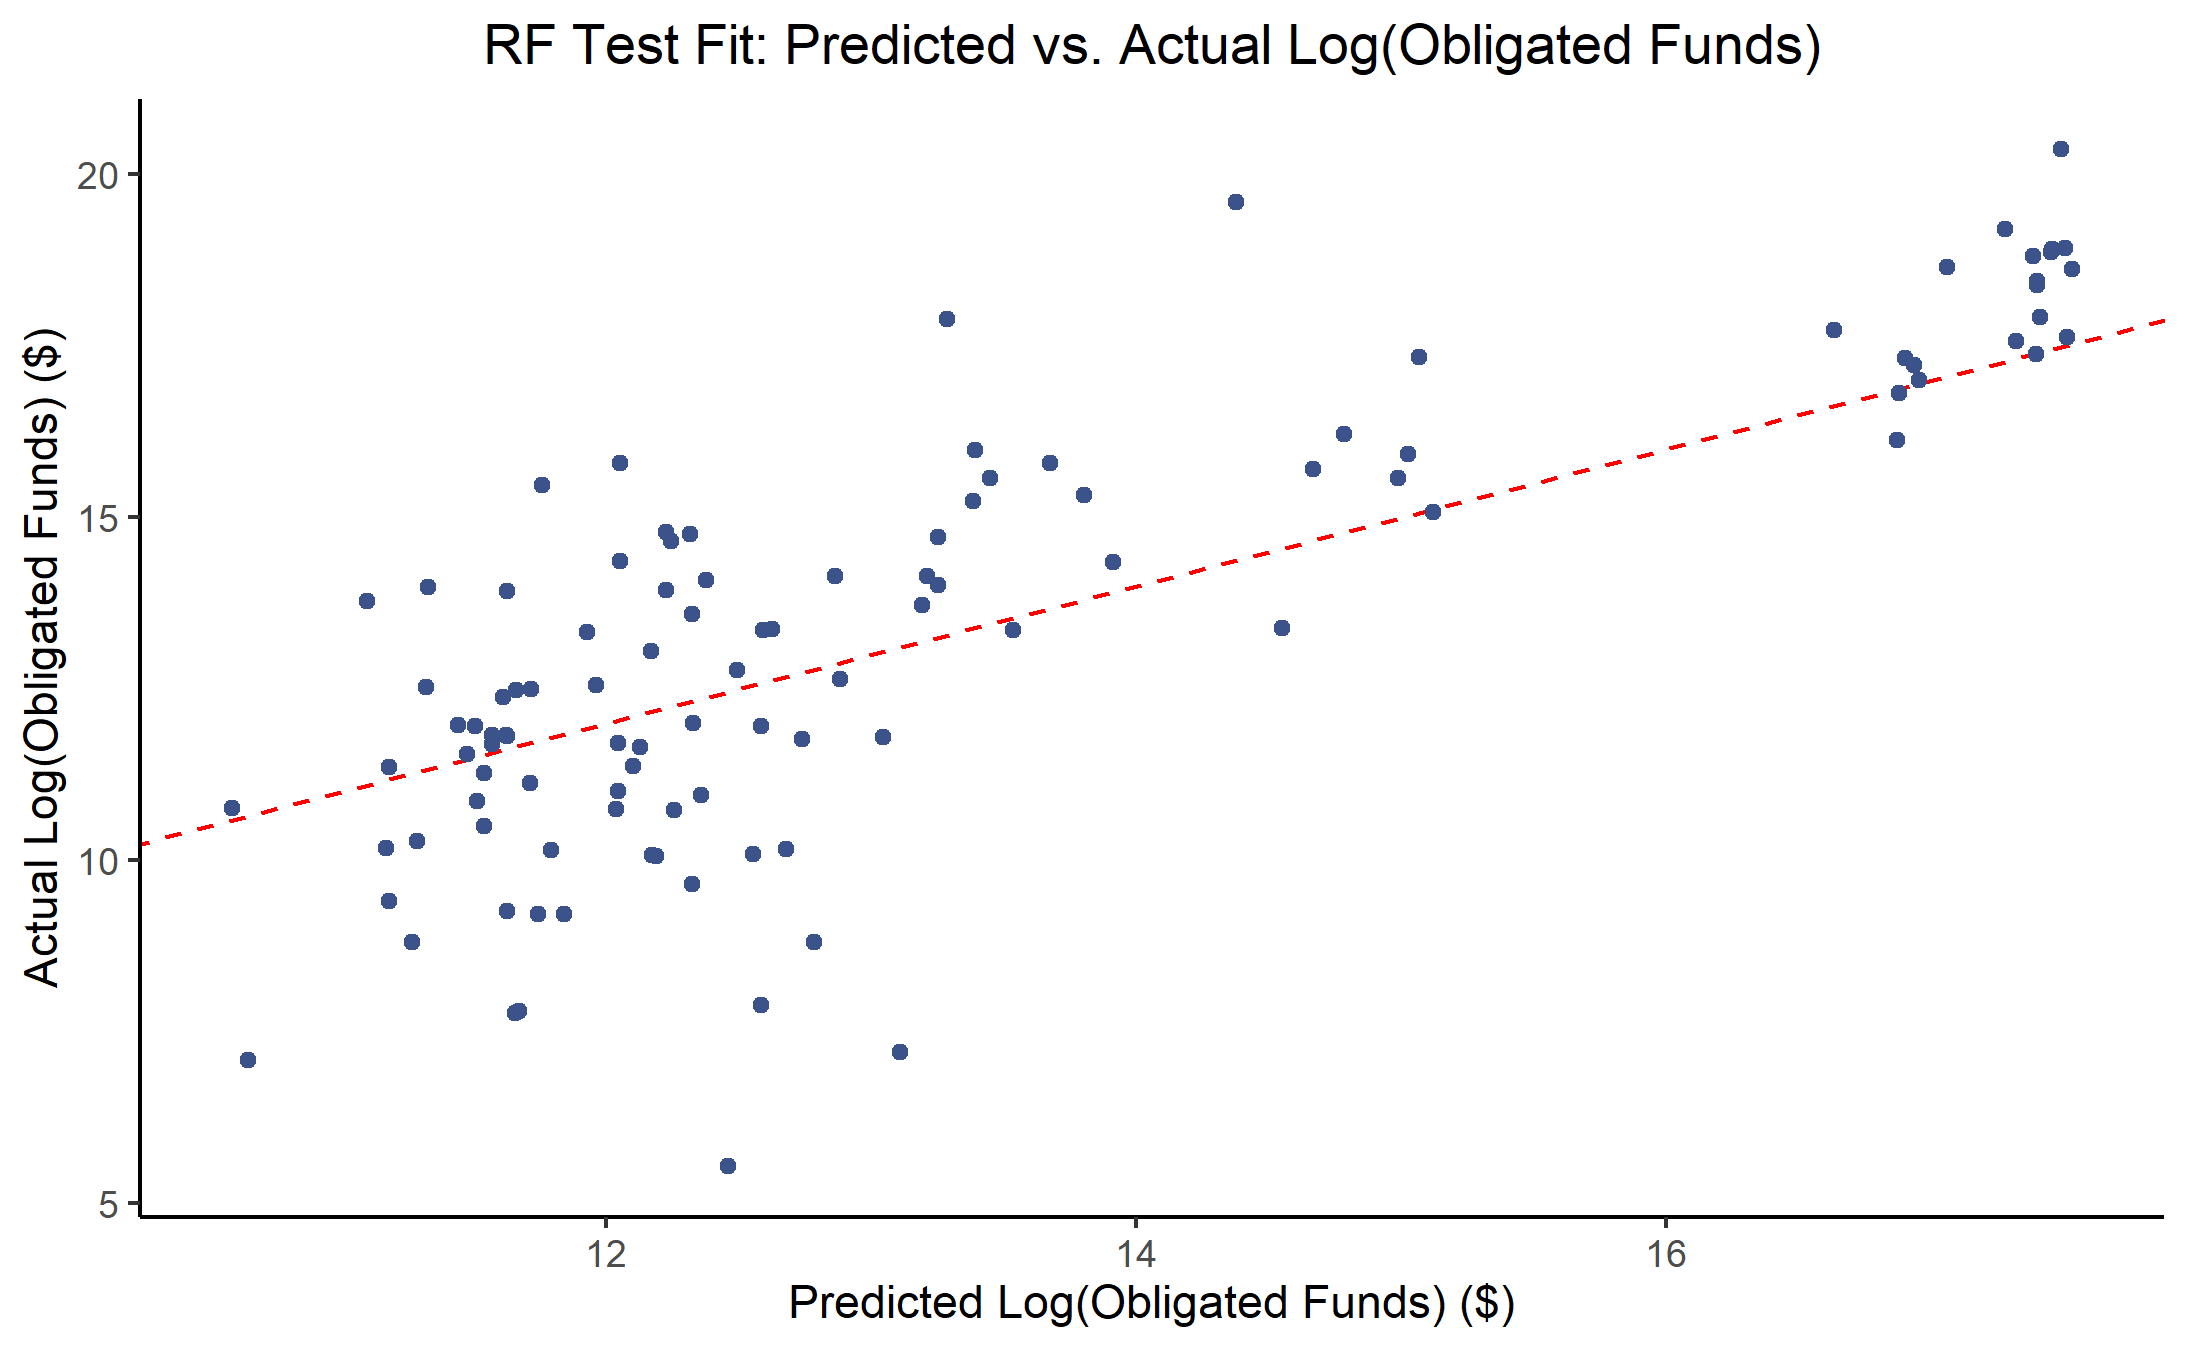 RF Test Fit: Predicted vs. Actual Log(Obligated Funds)
Actual Log(Obligated Funds) ($)
20
15
10
5
12 14 16
Predicted Log(Obligated Funds) ($)